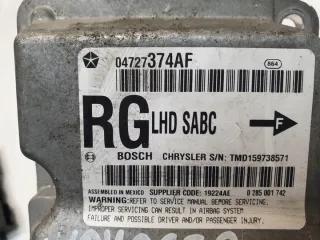 04727374AF
864
RG LHD SABC
F
BOSCH CHRYSLER S/N: TMD159738571
ASSEMBLED IN MEXICO SUPPLIER CODE: 19224AE 0 285 001 742
WARNING: REFER TO SERVICE MANUAL BEFORE SERVICING.
IMPROPER SERVICING CAN RESULT IN AIRBAG SYSTEM
FAILURE AND POSSIBLE DRIVER AND/OR PASSENGER INJURY.